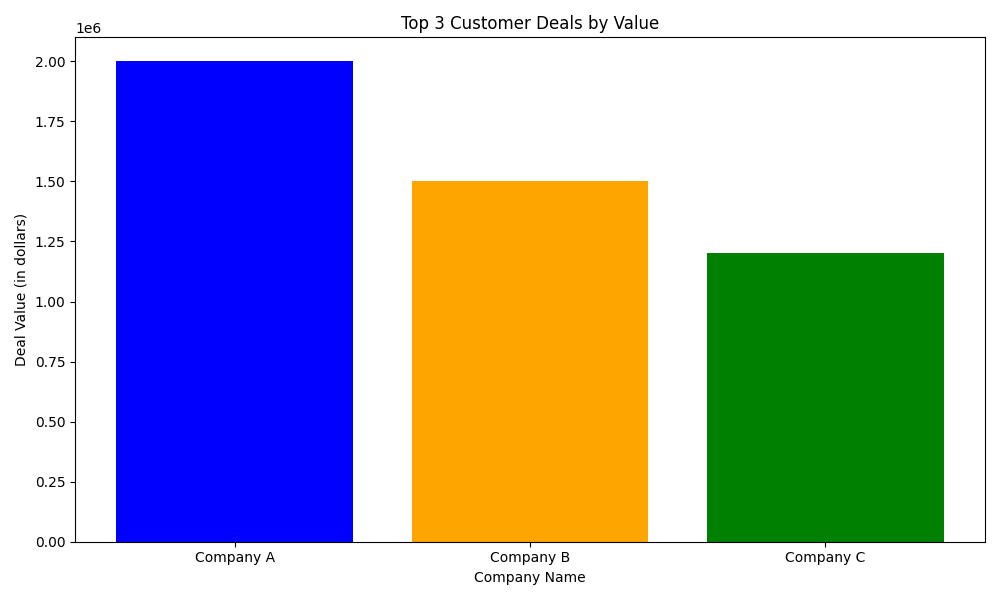 Top 3 Customer Deals by Value
1e6
2.00
1.75
1.50
1.25
1.00
0.75
0.50
0.25
0.00
Deal Value (in dollars)
Company A
Company B
Company C
Company Name